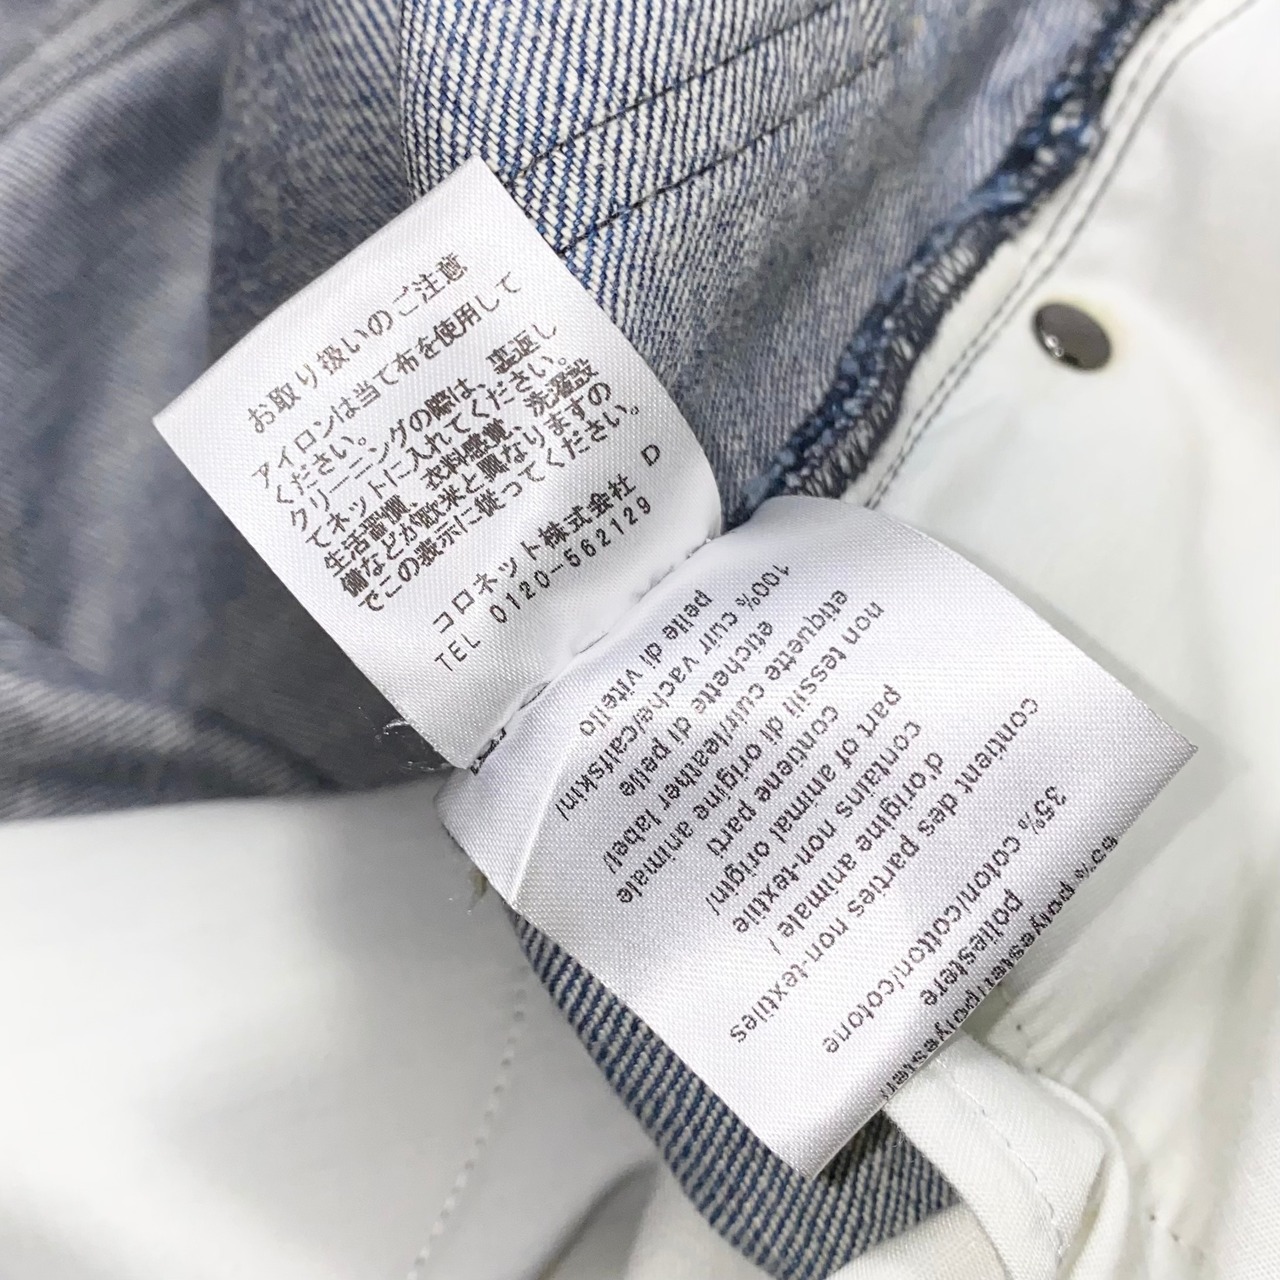 お取り扱いのご注意
アイロンは当て布を使用して
ください。
クリーニングの際は、裏返し
てネットに入れてください。
生活習慣、衣料感覚、洗濯設
備などが欧米と異なりますの
でこの表示に従ってください。
コロネット株式会社 D
TEL 0120-562129
65% polyester/polyester/
poliestere
35% coton/cotton/cotone
contient des parties non-textiles
d'origine animale /
contains non-textile
part of animal origin/
contiene parti
non tessili di origine animale
etiquette cuir/leather label/
etichette di pelle
100% cuir vache/calfskin/
pelle di vitello